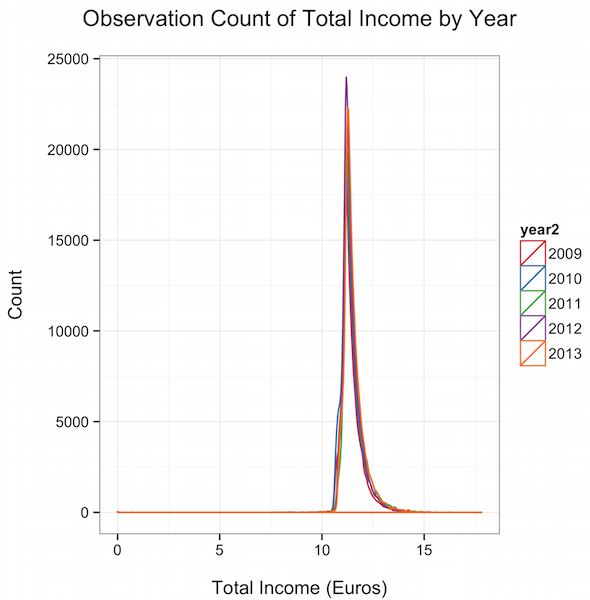 Observation Count of Total Income by Year
25000
20000
15000
10000
5000
0
0 5 10 15
Count
Total Income (Euros)
year2
2009
2010
2011
2012
2013